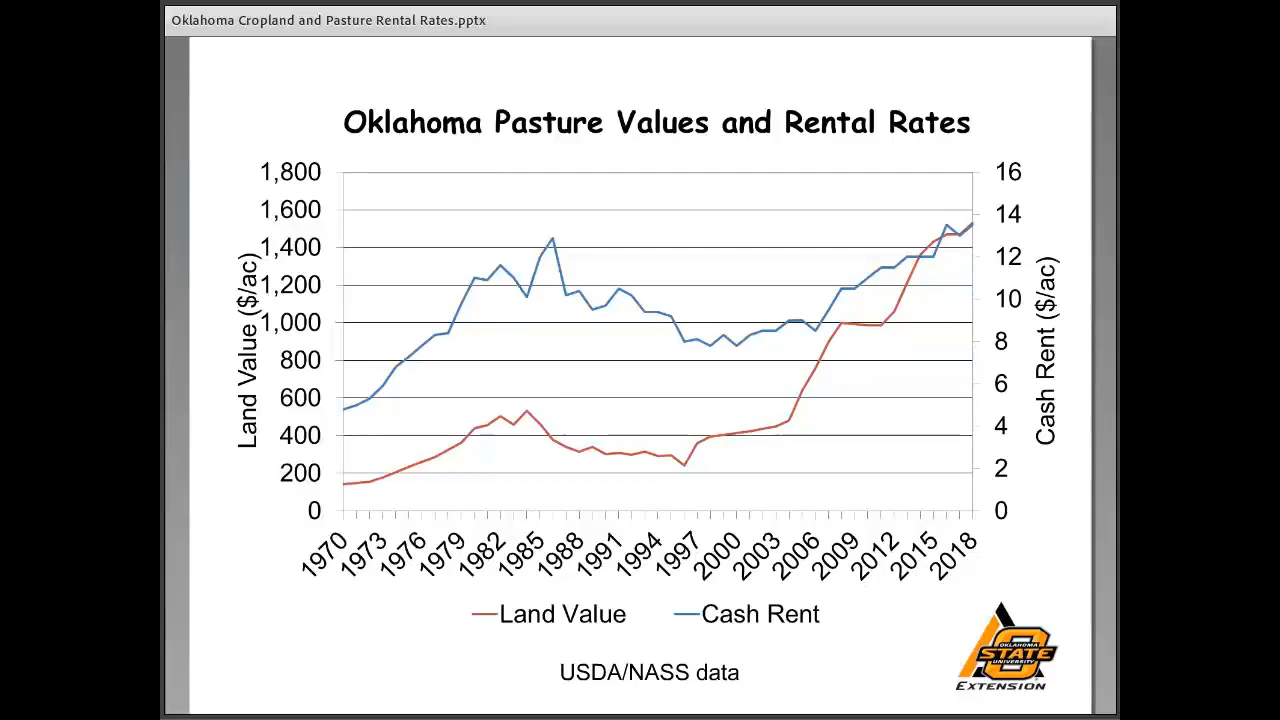 Oklahoma Cropland and Pasture Rental Rates.pptx
Oklahoma Pasture Values and Rental Rates
1,800
1,600
1,400
1,200
1,000
800
600
400
200
0
Land Value ($/ac)
16
14
12
10
8
6
4
2
0
Cash Rent ($/ac)
1970 1973 1976 1979 1982 1985 1988 1991 1994 1997 2000 2003 2006 2009 2012 2015 2018
Land Value Cash Rent
USDA/NASS data
OKLAHOMA
STATE
UNIVERSITY
EXTENSION